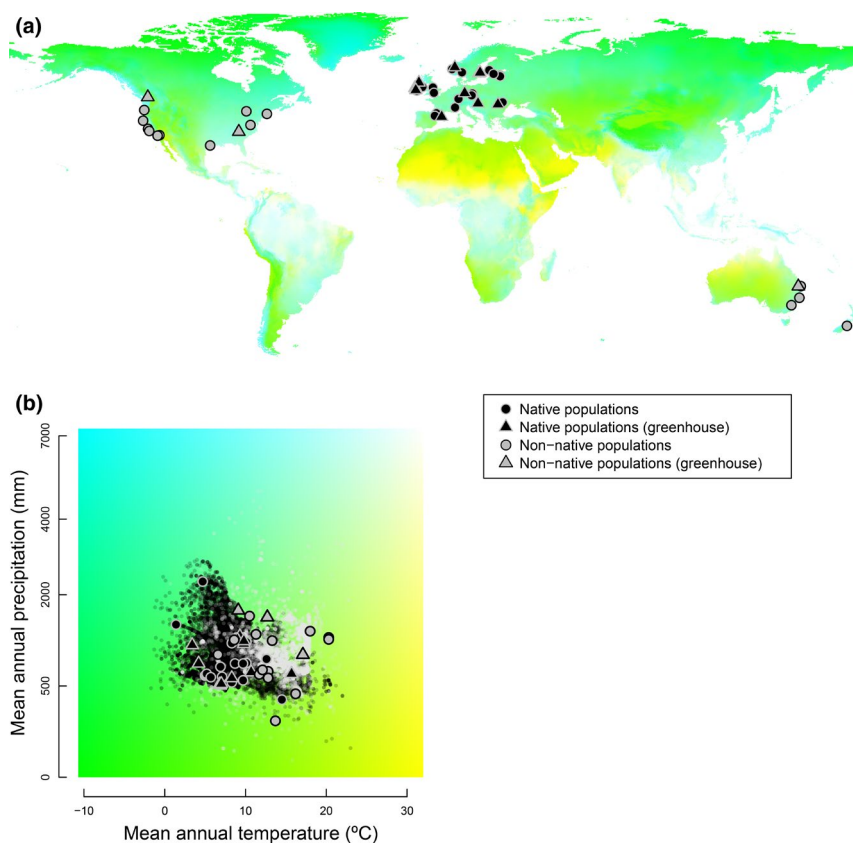 (a)
(b)
Native populations
Native populations (greenhouse)
Non−native populations
Non−native populations (greenhouse)
Mean annual precipitation (mm)
7000
4000
2000
500
0
−10
0
10
20
30
Mean annual temperature (ºC)